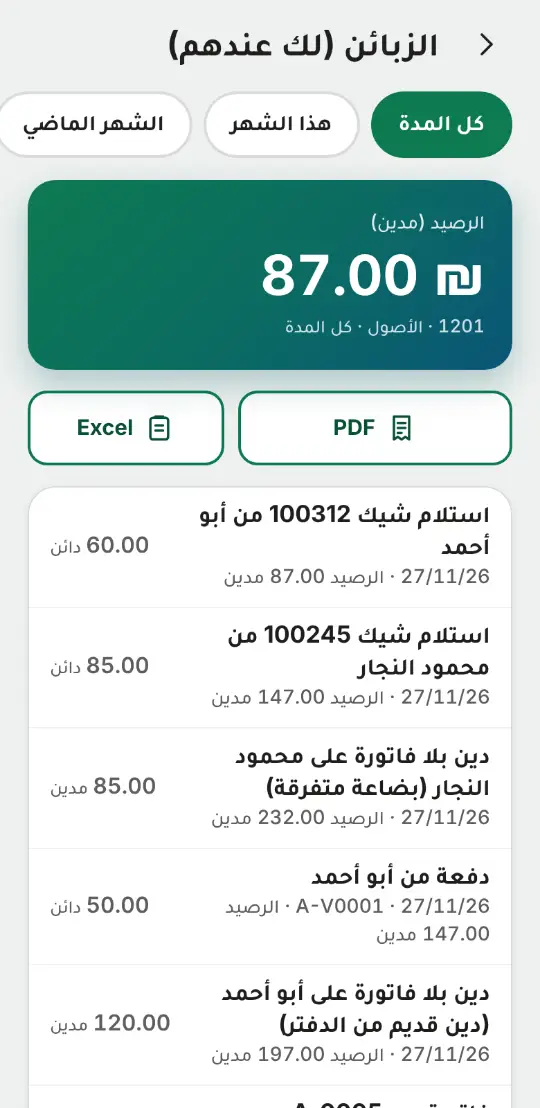 الزبائن (لك عندهم)
كل المدة
هذا الشهر
الشهر الماضي
الرصيد (مدين)
87.00 ₪
1201 · الأصول · كل المدة
PDF
Excel
استلام شيك 100312 من أبو
أحمد
27/11/26 · الرصيد 87.00 مدين
60.00 دائن
استلام شيك 100245 من
محمود النجار
27/11/26 · الرصيد 147.00 مدين
85.00 دائن
دين بلا فاتورة على محمود
النجار (بضاعة متفرقة)
27/11/26 · الرصيد 232.00 مدين
85.00 مدين
دفعة من أبو أحمد
27/11/26 · A-V0001 · الرصيد
147.00 مدين
50.00 دائن
دين بلا فاتورة على أبو أحمد
(دين قديم من الدفتر)
27/11/26 · الرصيد 197.00 مدين
120.00 مدين